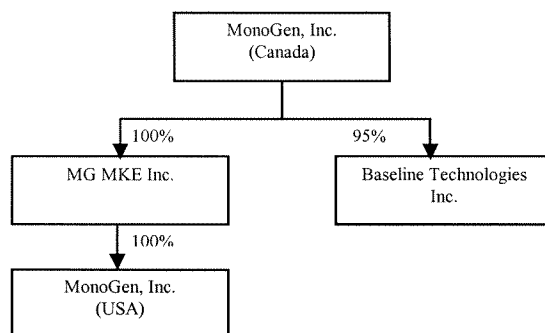 MonoGen, Inc.
(Canada)
100%
95%
MG MKE Inc.
Baseline Technologies
Inc.
100%
MonoGen, Inc.
(USA)